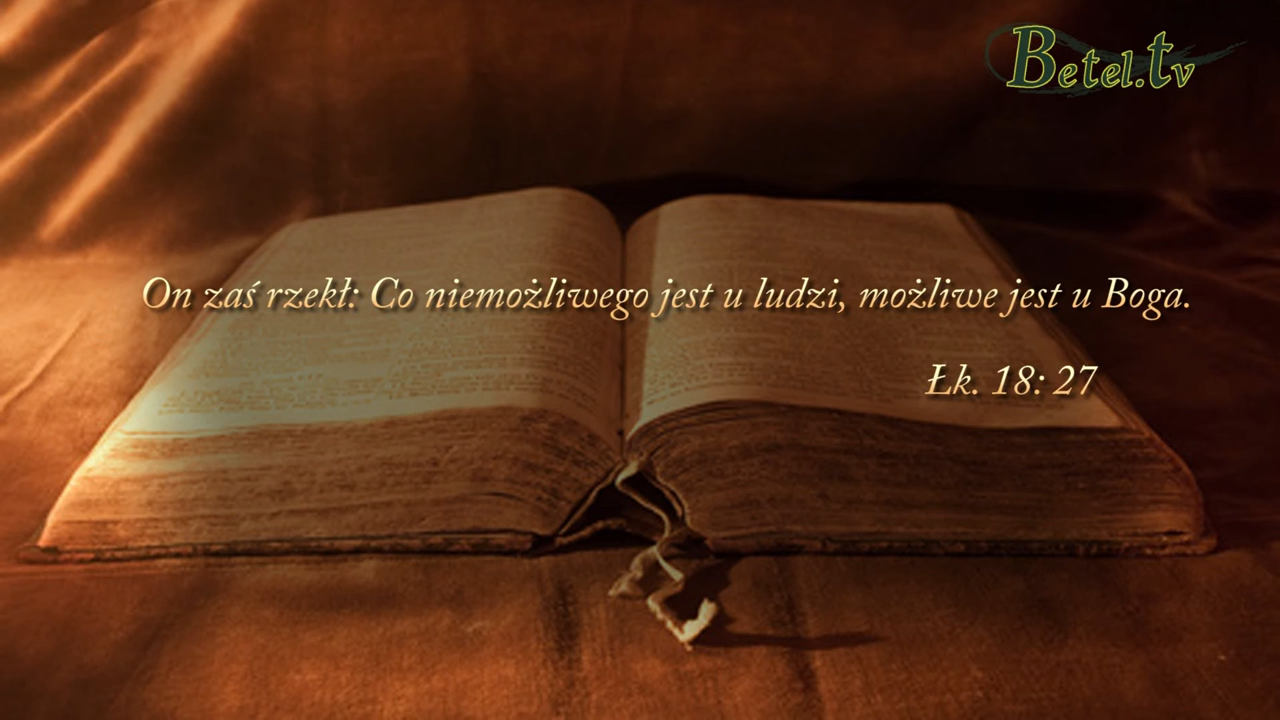 Betel.tv
On zaś rzekł: Co niemożliwego jest u ludzi, możliwe jest u Boga.
Łk. 18: 27